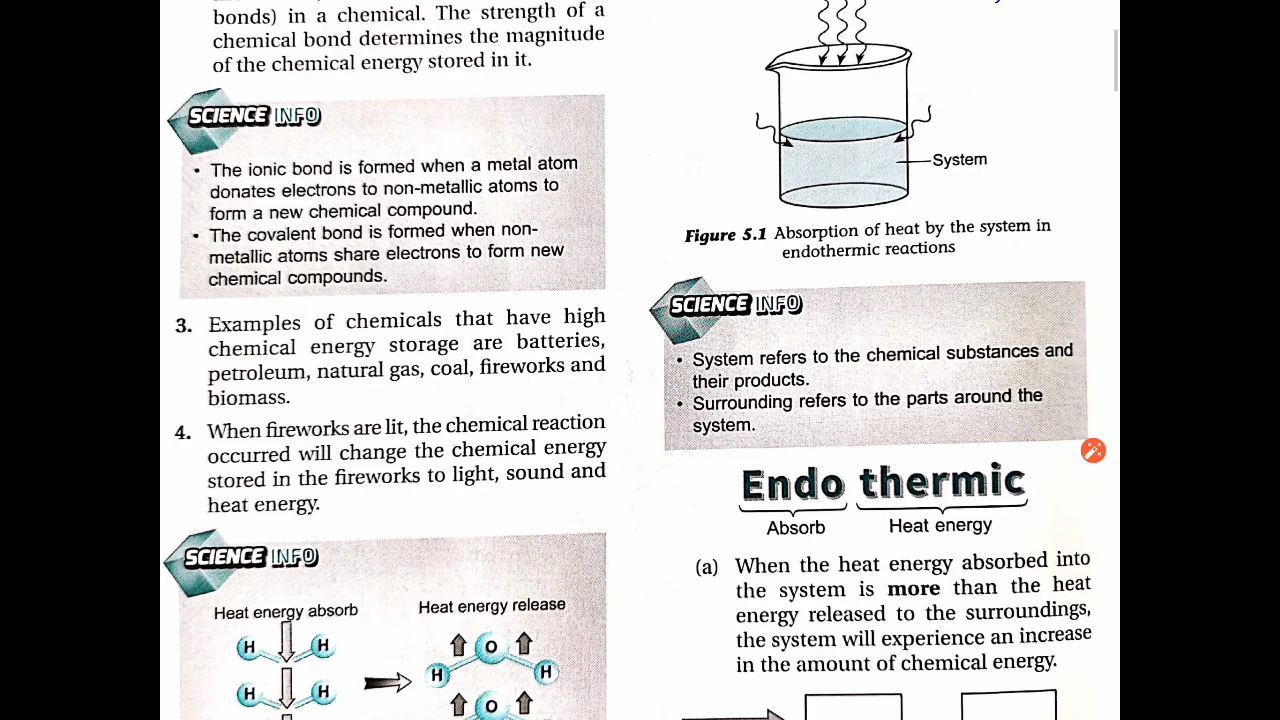 bonds) in a chemical. The strength of a
chemical bond determines the magnitude
of the chemical energy stored in it.
SCIENCE INFO
• The ionic bond is formed when a metal atom
donates electrons to non-metallic atoms to
form a new chemical compound.
• The covalent bond is formed when non-
metallic atoms share electrons to form new
chemical compounds.
3. Examples of chemicals that have high
chemical energy storage are batteries,
petroleum, natural gas, coal, fireworks and
biomass.
4. When fireworks are lit, the chemical reaction
occurred will change the chemical energy
stored in the fireworks to light, sound and
heat energy.
SCIENCE INFO
Heat energy absorb
Heat energy release
H H
O
H H
H H
O
System
Figure 5.1 Absorption of heat by the system in
endothermic reactions
SCIENCE INFO
• System refers to the chemical substances and
their products.
• Surrounding refers to the parts around the
system.
Endo thermic
Absorb Heat energy
(a) When the heat energy absorbed into
the system is more than the heat
energy released to the surroundings,
the system will experience an increase
in the amount of chemical energy.